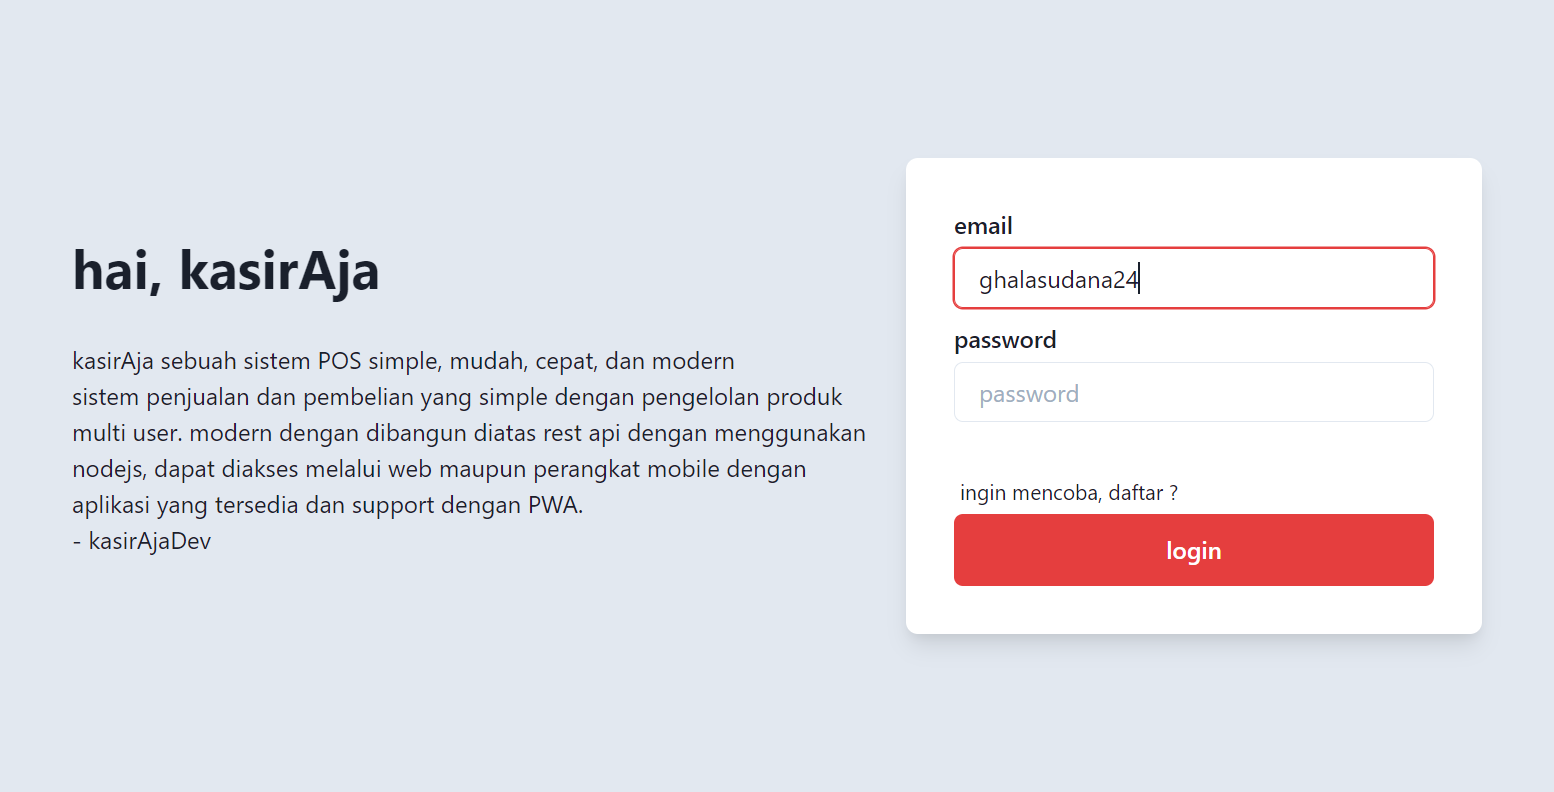 hai, kasirAja
kasirAja sebuah sistem POS simple, mudah, cepat, dan modern
sistem penjualan dan pembelian yang simple dengan pengelolan produk
multi user. modern dengan dibangun diatas rest api dengan menggunakan
nodejs, dapat diakses melalui web maupun perangkat mobile dengan
aplikasi yang tersedia dan support dengan PWA.
- kasirAjaDev
email
ghalasudana24
password
password
ingin mencoba, daftar ?
login